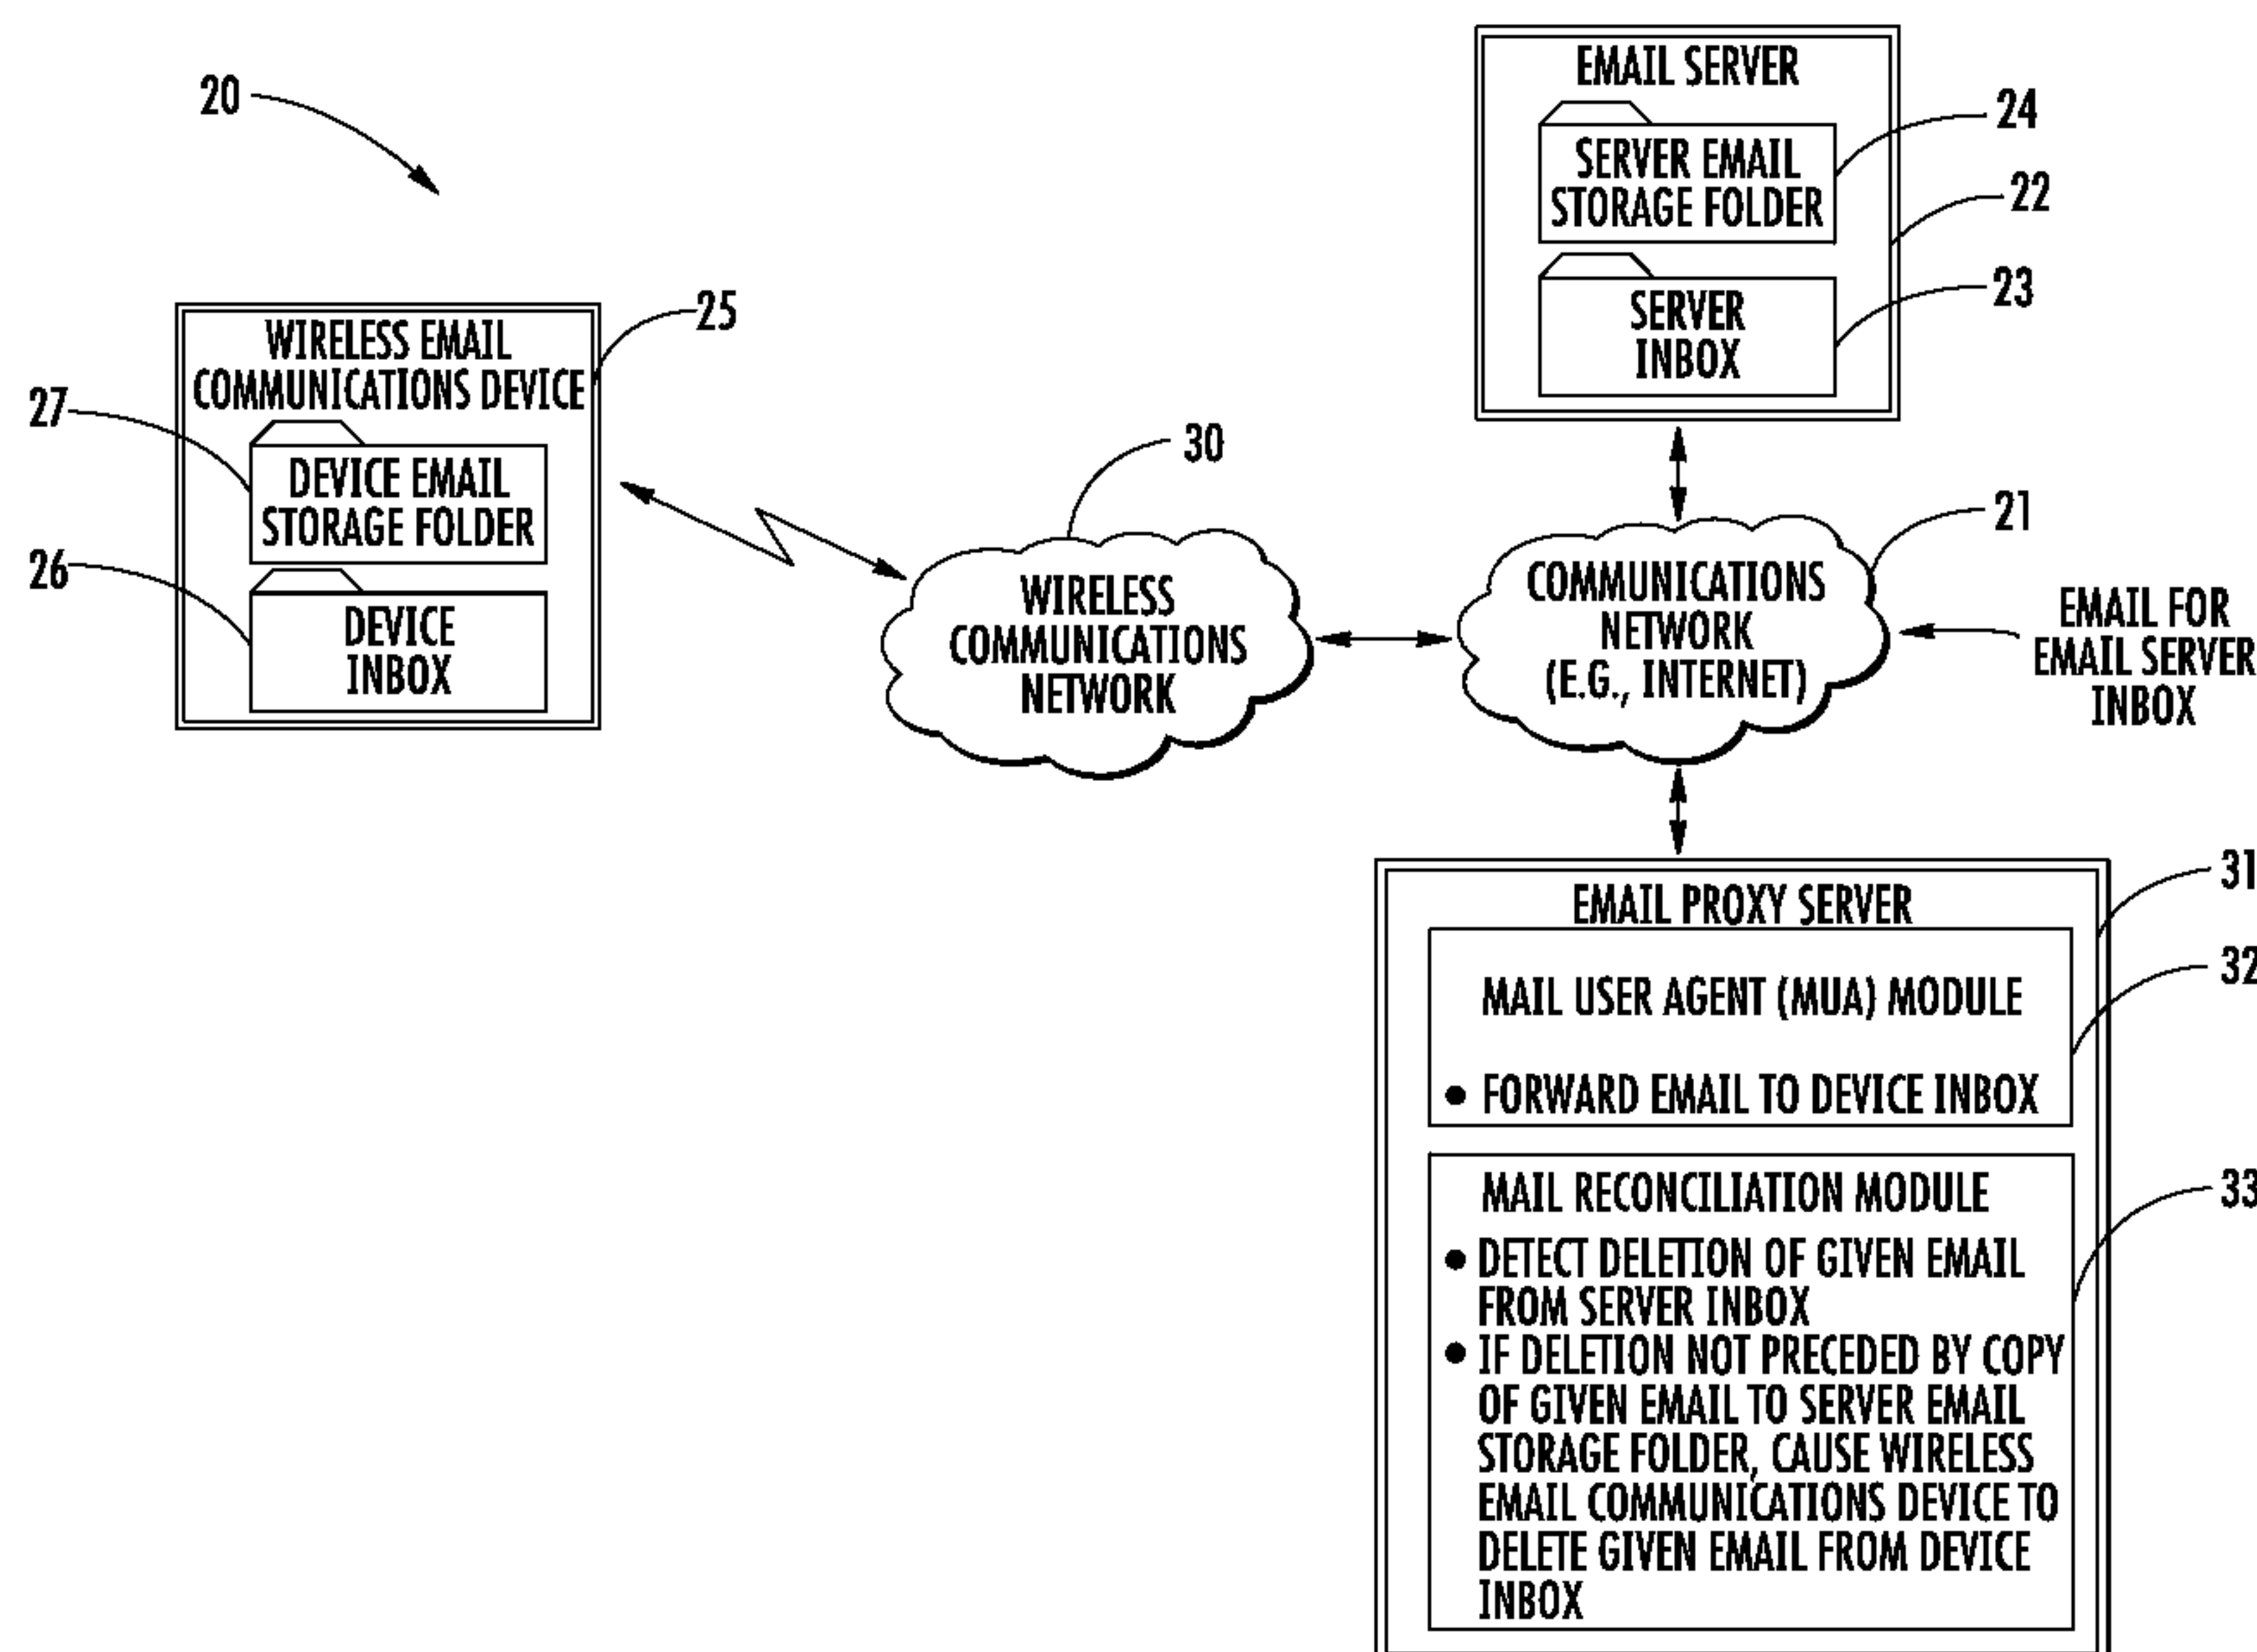 20
EMAIL SERVER
SERVER EMAIL
STORAGE FOLDER
SERVER
INBOX
24
22
23
WIRELESS EMAIL
COMMUNICATIONS DEVICE
DEVICE EMAIL
STORAGE FOLDER
DEVICE
INBOX
25
27
26
30
WIRELESS
COMMUNICATIONS
NETWORK
21
COMMUNICATIONS
NETWORK
(E.G., INTERNET)
EMAIL FOR
EMAIL SERVER
INBOX
EMAIL PROXY SERVER
31
MAIL USER AGENT (MUA) MODULE
• FORWARD EMAIL TO DEVICE INBOX
32
MAIL RECONCILIATION MODULE
• DETECT DELETION OF GIVEN EMAIL
FROM SERVER INBOX
• IF DELETION NOT PRECEDED BY COPY
OF GIVEN EMAIL TO SERVER EMAIL
STORAGE FOLDER, CAUSE WIRELESS
EMAIL COMMUNICATIONS DEVICE TO
DELETE GIVEN EMAIL FROM DEVICE
INBOX
33